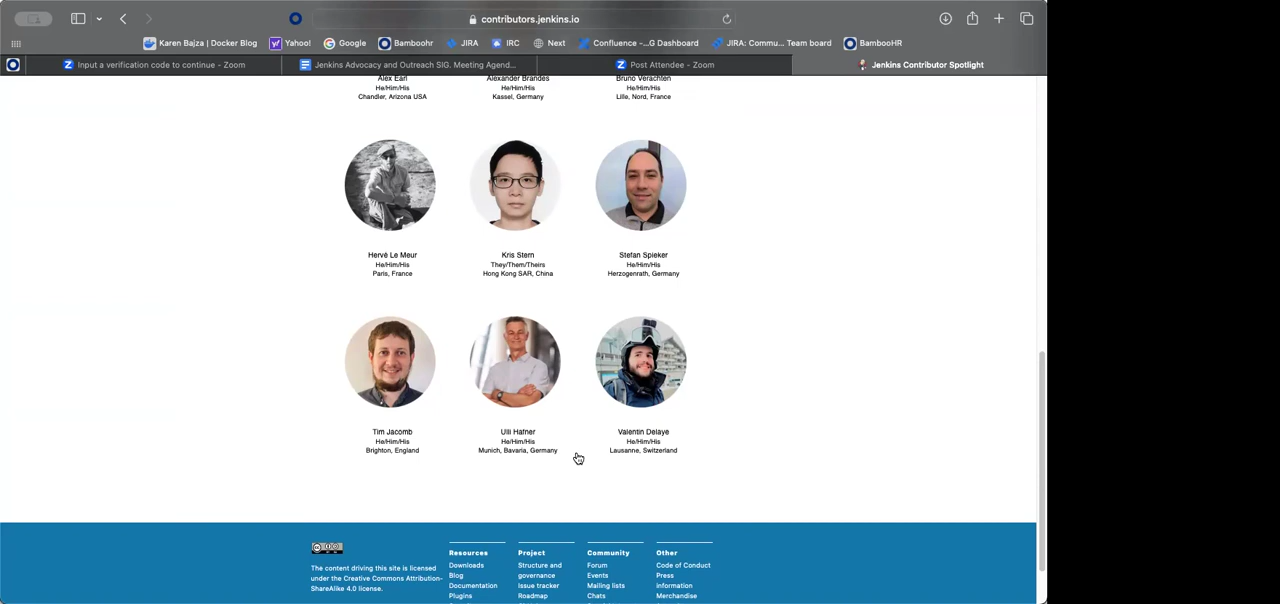 contributors.jenkins.io
Karen Bajza | Docker Blog
Yahoo!
Google
Bamboohr
JIRA
IRC
Next
Confluence ...G Dashboard
JIRA: Commu... Team board
BambooHR
Input a verification code to continue - Zoom
Jenkins Advocacy and Outreach SIG. Meeting Agend...
Post Attendee - Zoom
Jenkins Contributor Spotlight
Alex Earl
He/Him/His
Chandler, Arizona USA
Alexander Brandes
He/Him/His
Kassel, Germany
Bruno Verachten
He/Him/His
Lille, Nord, France
Hervé Le Meur
He/Him/His
Paris, France
Kris Stern
They/Them/Theirs
Hong Kong SAR, China
Stefan Spieker
He/Him/His
Herzogenrath, Germany
Tim Jacomb
He/Him/His
Brighton, England
Ulli Hafner
He/Him/His
Munich, Bavaria, Germany
Valentin Delaye
He/Him/His
Lausanne, Switzerland
The content driving this site is licensed
under the Creative Commons Attribution-
ShareAlike 4.0 license.
Resources
Downloads
Blog
Documentation
Plugins
Project
Structure and
governance
Issue tracker
Roadmap
Community
Forum
Events
Mailing lists
Chats
Other
Code of Conduct
Press
information
Merchandise